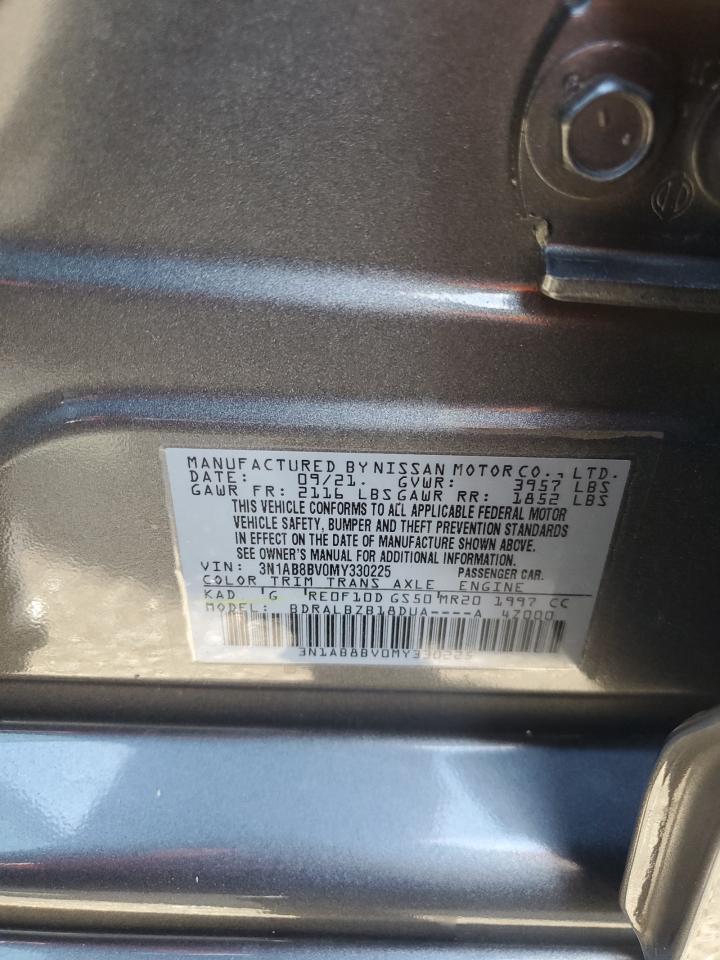 MANUFACTURED BY NISSAN MOTOR CO., LTD.
DATE: 09/21. GVWR: 3957 LBS
GAWR FR: 2116 LBS GAWR RR: 1852 LBS
THIS VEHICLE CONFORMS TO ALL APPLICABLE FEDERAL MOTOR
VEHICLE SAFETY, BUMPER AND THEFT PREVENTION STANDARDS
IN EFFECT ON THE DATE OF MANUFACTURE SHOWN ABOVE.
SEE OWNER'S MANUAL FOR ADDITIONAL INFORMATION.
VIN: 3N1AB8BV0MY330225 PASSENGER CAR.
COLOR TRIM TRANS AXLE ENGINE
KAD G RE0F10D GS50 MR20 1997 CC
MODEL: BDRALBZB18DUA----A 47000
3N1AB8BV0MY330225